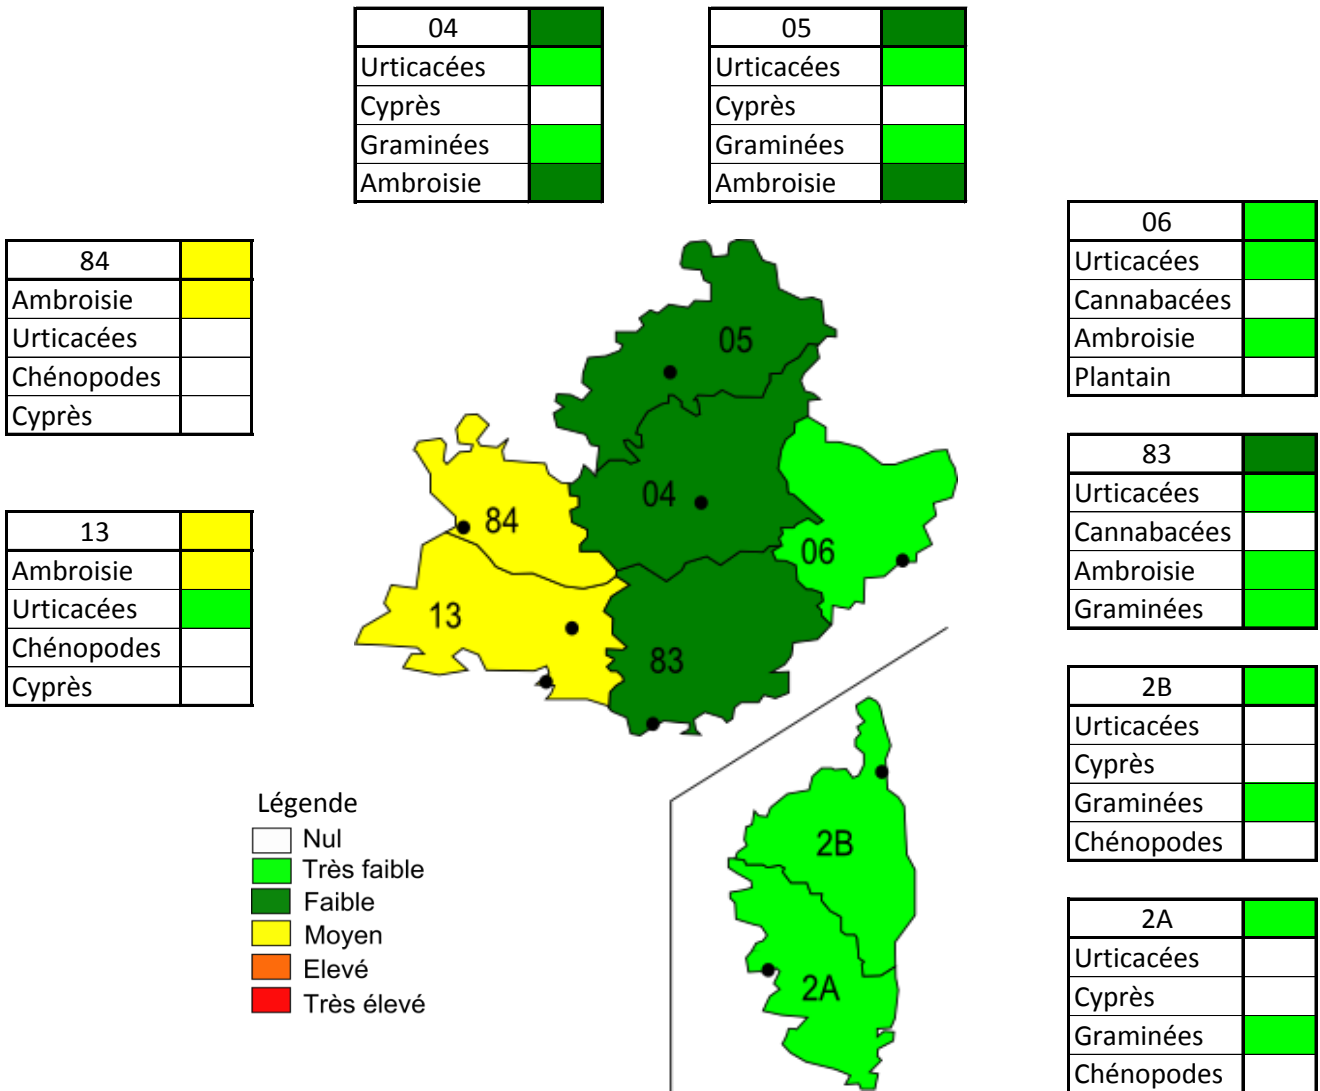 04
Urticacées
Cyprès
Graminées
Ambroisie
05
Urticacées
Cyprès
Graminées
Ambroisie
84
Ambroisie
Urticacées
Chénopodes
Cyprès
13
Ambroisie
Urticacées
Chénopodes
Cyprès
05
04
84
06
13
83
2B
2A
06
Urticacées
Cannabacées
Ambroisie
Plantain
83
Urticacées
Cannabacées
Ambroisie
Graminées
2B
Urticacées
Cyprès
Graminées
Chénopodes
2A
Urticacées
Cyprès
Graminées
Chénopodes
Légende
Nul
Très faible
Faible
Moyen
Elevé
Très élevé